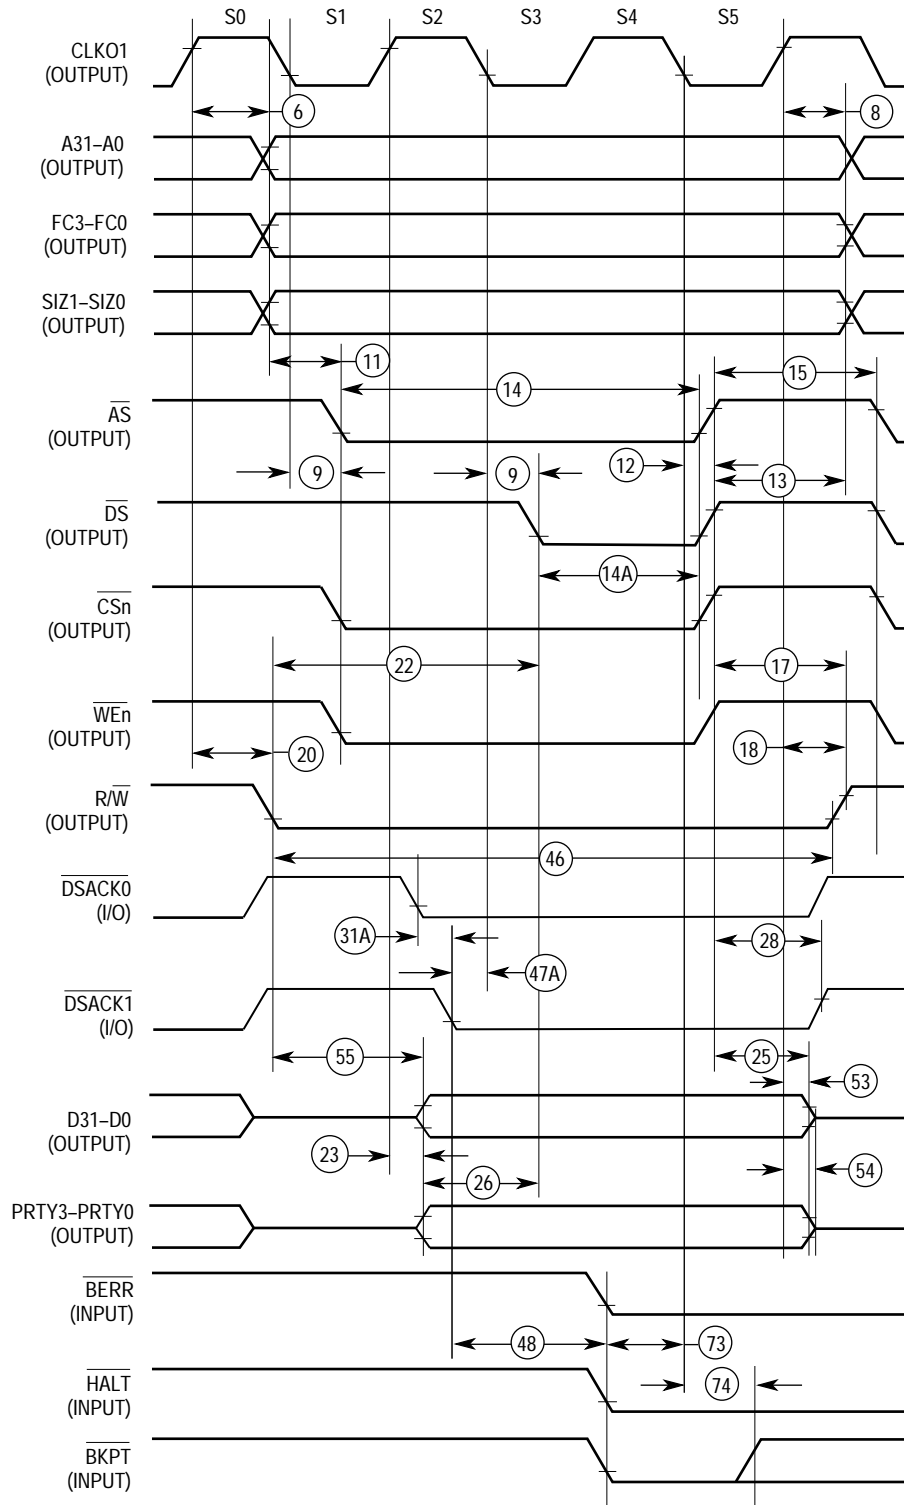 S0 S1 S2 S3 S4 S5
CLKO1
(OUTPUT)
6 8
A31–A0
(OUTPUT)
FC3–FC0
(OUTPUT)
SIZ1–SIZ0
(OUTPUT)
11
15
14
AS
(OUTPUT)
9 9 12
13
DS
(OUTPUT)
14A
CSn
(OUTPUT)
22 17
WEn
(OUTPUT)
20 18
R/W
(OUTPUT)
46
DSACK0
(I/O)
31A 28
47A
DSACK1
(I/O)
55 25
53
D31–D0
(OUTPUT)
23
54
26
PRTY3–PRTY0
(OUTPUT)
BERR
(INPUT)
48 73
HALT
(INPUT)
74
BKPT
(INPUT)